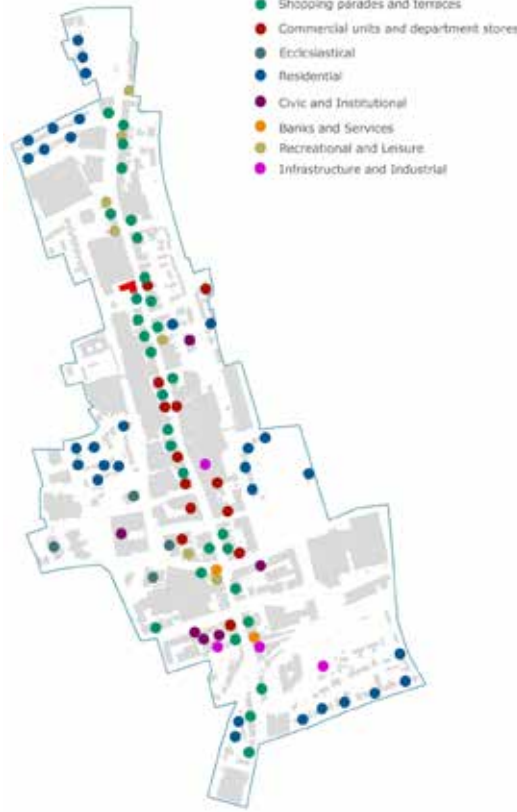 Shopping parades and terraces
Commercial units and department stores
Ecclesiastical
Residential
Civic and Institutional
Banks and Services
Recreational and Leisure
Infrastructure and Industrial